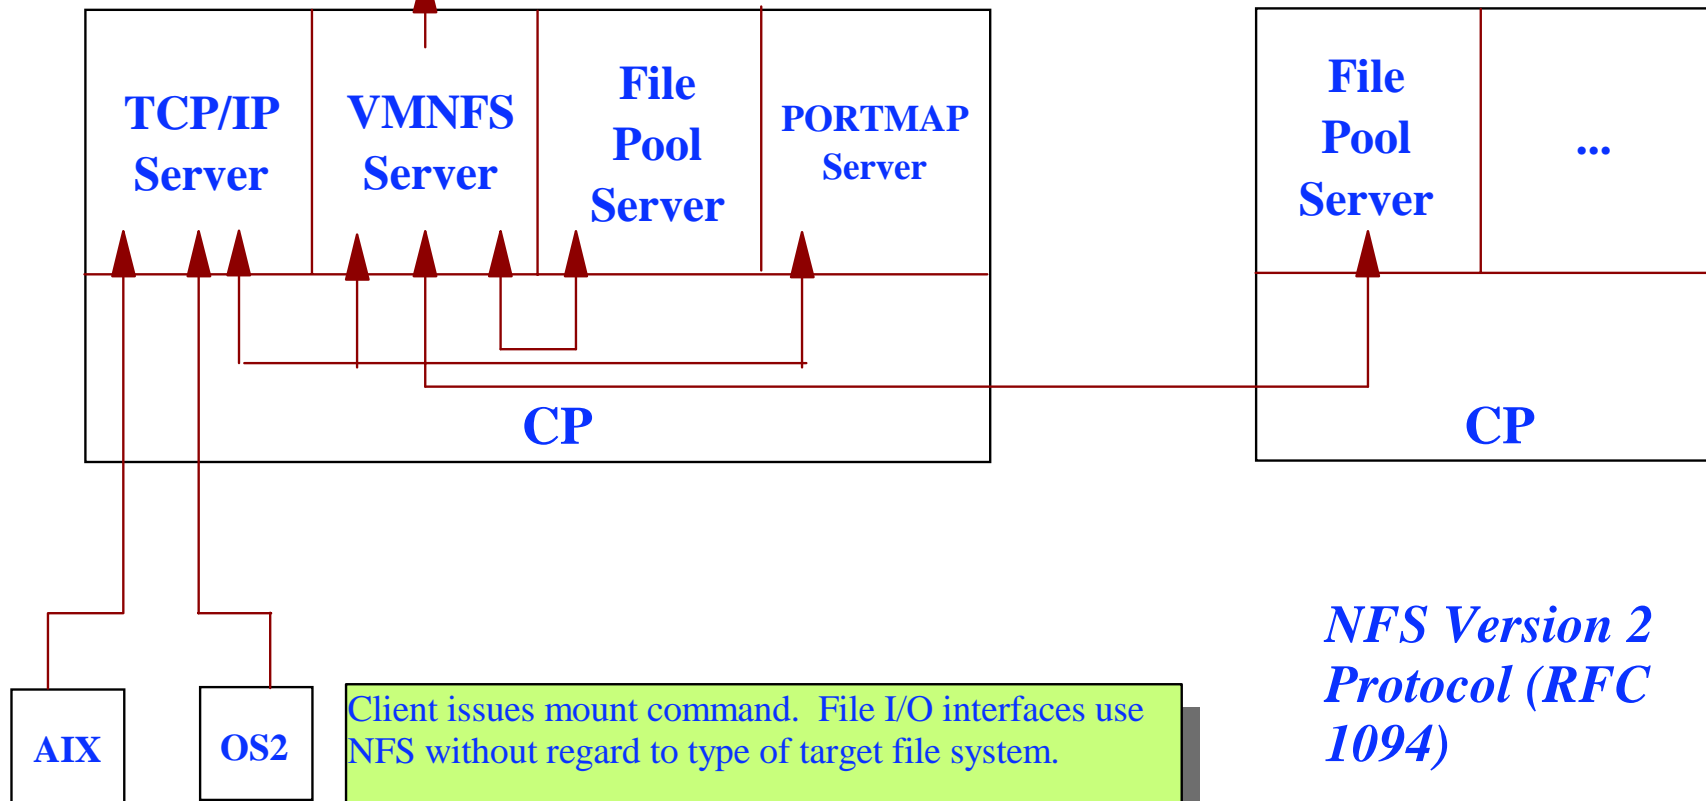 TCP/IP
Server
VMNFS
Server
File
Pool
Server
PORTMAP
Server
File
Pool
Server
...
CP
CP
AIX
OS2
Client issues mount command.  File I/O interfaces use
NFS without regard to type of target file system.
NFS Version 2
Protocol (RFC
1094)